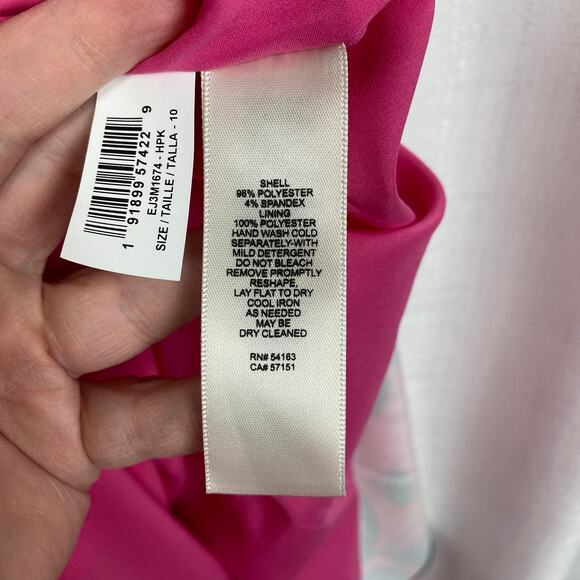 1 91899 57422 9
EJ3M1674 - HPK
SIZE / TAILLE / TALLA - 10
SHELL
96% POLYESTER
4% SPANDEX
LINING
100% POLYESTER
HAND WASH COLD
SEPARATELY-WITH
MILD DETERGENT
DO NOT BLEACH
REMOVE PROMPTLY
RESHAPE,
LAY FLAT TO DRY
COOL IRON
AS NEEDED
MAY BE
DRY CLEANED
RN# 54163
CA# 57151